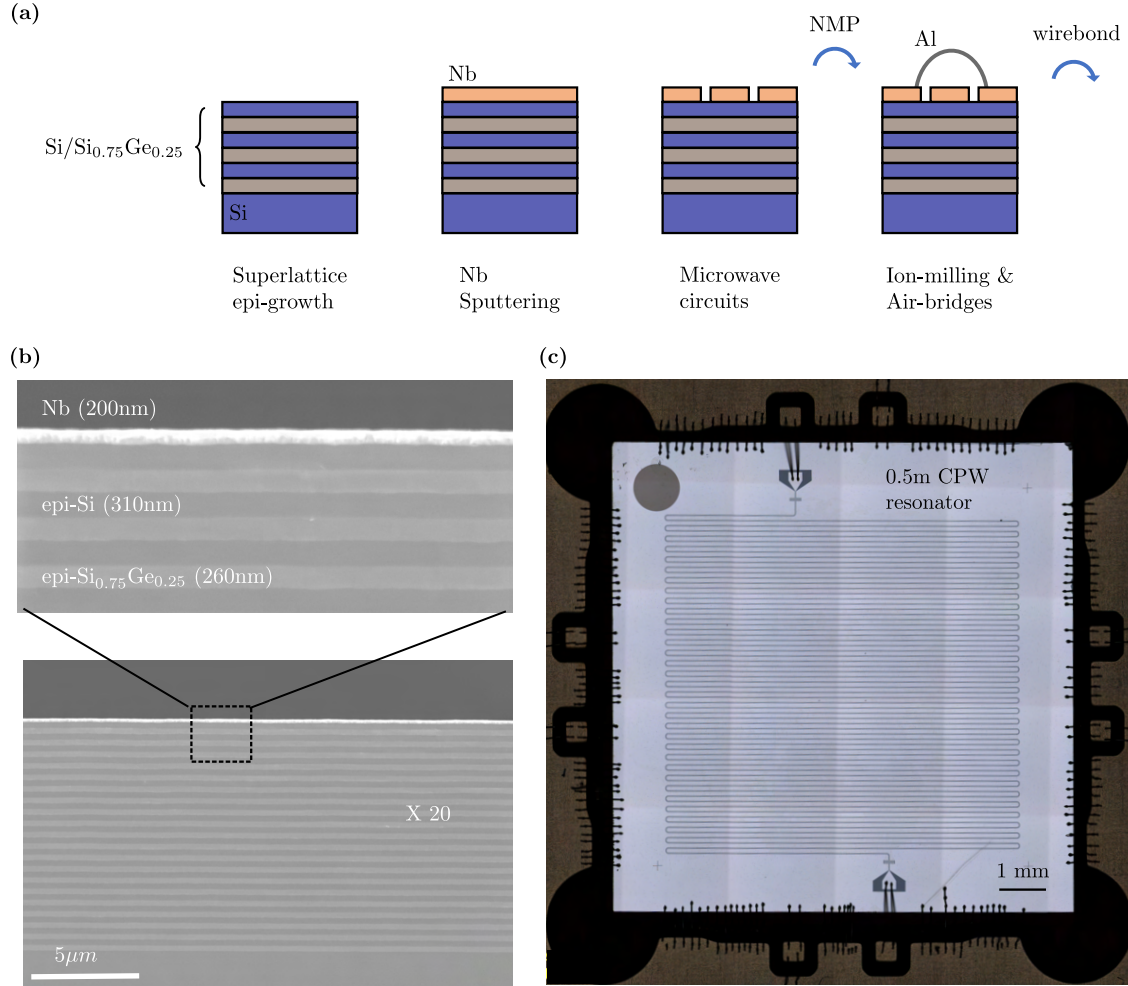 (a)
Si/Si₀.₇₅Ge₀.₂₅
Si
Nb
NMP
Al
wirebond
Superlattice
epi-growth
Nb
Sputtering
Microwave
circuits
Ion-milling &
Air-bridges
(b)
Nb (200nm)
epi-Si (310nm)
epi-Si₀.₇₅Ge₀.₂₅ (260nm)
X 20
5μm
(c)
0.5m CPW
resonator
1 mm